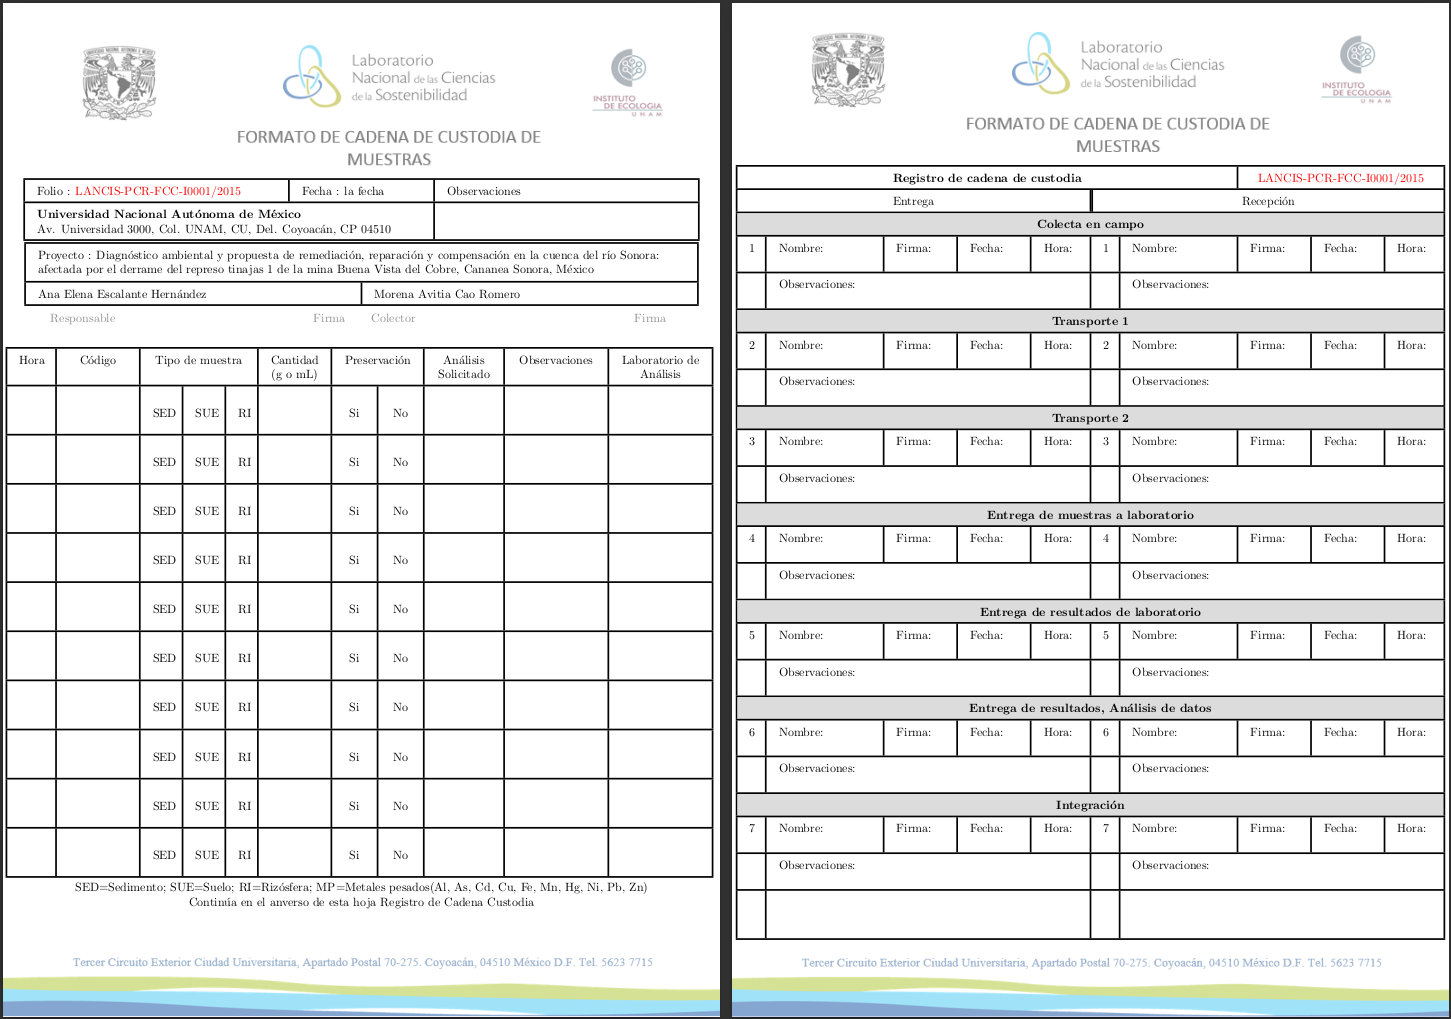 Laboratorio
Nacional de las Ciencias
de la Sostenibilidad
INSTITUTO
DE ECOLOGIA
UNAM
FORMATO DE CADENA DE CUSTODIA DE
MUESTRAS
Folio : LANCIS-PCR-FCC-I0001/2015 Fecha : la fecha Observaciones
Universidad Nacional Autónoma de México
Av. Universidad 3000, Col. UNAM, CU, Del. Coyoacán, CP 04510
Proyecto : Diagnóstico ambiental y propuesta de remediación, reparación y compensación en la cuenca del río Sonora:
afectada por el derrame del represo tinajas 1 de la mina Buena Vista del Cobre, Cananea Sonora, México
Ana Elena Escalante Hernández Morena Avitia Cao Romero
Responsable Firma Colector Firma
Hora Código Tipo de muestra Cantidad Preservación Análisis Observaciones Laboratorio de
(g o mL) Solicitado Análisis
SED SUE RI Si No
SED SUE RI Si No
SED SUE RI Si No
SED SUE RI Si No
SED SUE RI Si No
SED SUE RI Si No
SED SUE RI Si No
SED SUE RI Si No
SED SUE RI Si No
SED SUE RI Si No
SED=Sedimento; SUE=Suelo; RI=Rizósfera; MP=Metales pesados(Al, As, Cd, Cu, Fe, Mn, Hg, Ni, Pb, Zn)
Continúa en el anverso de esta hoja Registro de Cadena Custodia
Tercer Circuito Exterior Ciudad Universitaria, Apartado Postal 70-275. Coyoacán, 04510 México D.F. Tel. 5623 7715
Laboratorio
Nacional de las Ciencias
de la Sostenibilidad
INSTITUTO
DE ECOLOGIA
UNAM
FORMATO DE CADENA DE CUSTODIA DE
MUESTRAS
Registro de cadena de custodia LANCIS-PCR-FCC-I0001/2015
Entrega Recepción
Colecta en campo
1 Nombre: Firma: Fecha: Hora: 1 Nombre: Firma: Fecha: Hora:
Observaciones: Observaciones:
Transporte 1
2 Nombre: Firma: Fecha: Hora: 2 Nombre: Firma: Fecha: Hora:
Observaciones: Observaciones:
Transporte 2
3 Nombre: Firma: Fecha: Hora: 3 Nombre: Firma: Fecha: Hora:
Observaciones: Observaciones:
Entrega de muestras a laboratorio
4 Nombre: Firma: Fecha: Hora: 4 Nombre: Firma: Fecha: Hora:
Observaciones: Observaciones:
Entrega de resultados de laboratorio
5 Nombre: Firma: Fecha: Hora: 5 Nombre: Firma: Fecha: Hora:
Observaciones: Observaciones:
Entrega de resultados, Análisis de datos
6 Nombre: Firma: Fecha: Hora: 6 Nombre: Firma: Fecha: Hora:
Observaciones: Observaciones:
Integración
7 Nombre: Firma: Fecha: Hora: 7 Nombre: Firma: Fecha: Hora:
Observaciones: Observaciones:
Tercer Circuito Exterior Ciudad Universitaria, Apartado Postal 70-275. Coyoacán, 04510 México D.F. Tel. 5623 7715